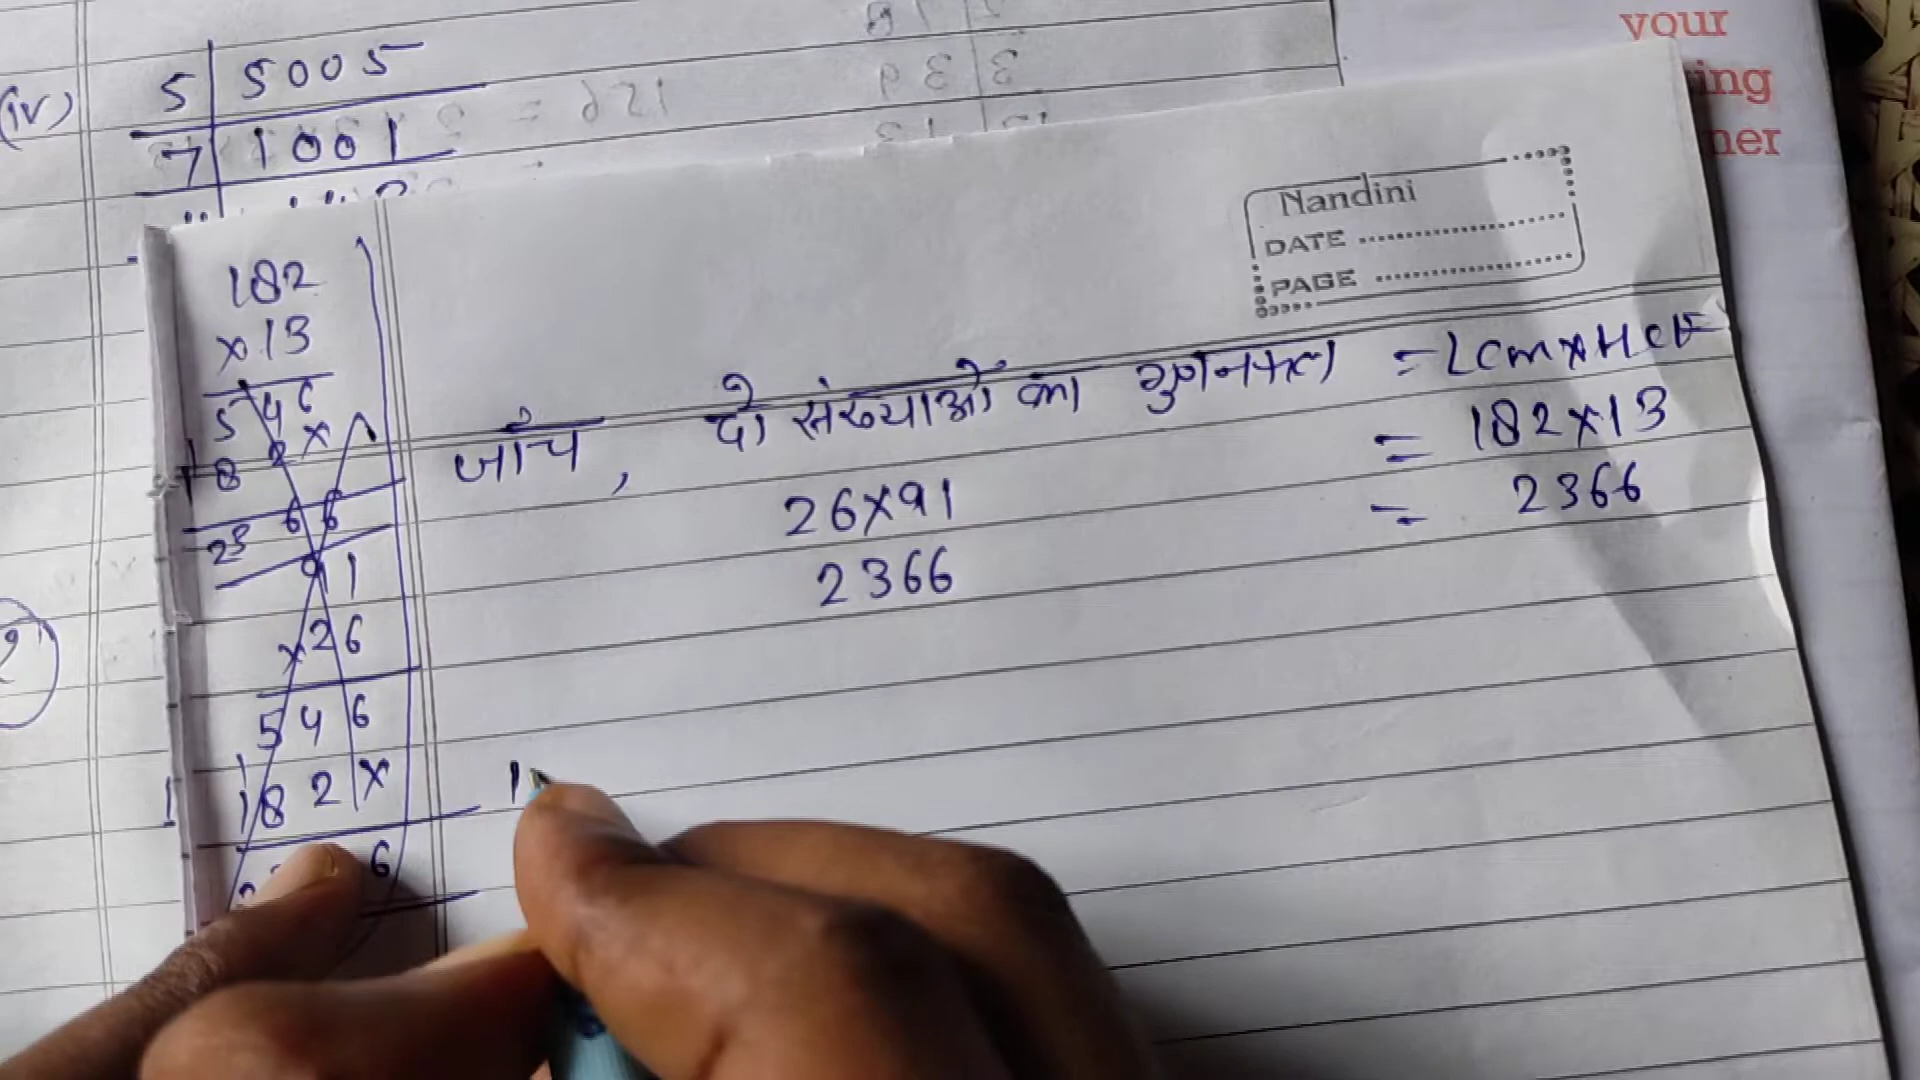 (iv) 5 5005
7 1001
your
ing
ner
Nandini
DATE
PAGE
182
×13
546
182×
2366
91
×26
546
182×
6
जाँच, दो संख्याओं का गुणनफल = LCM×HCF
26×91 = 182×13
2366 = 2366
1